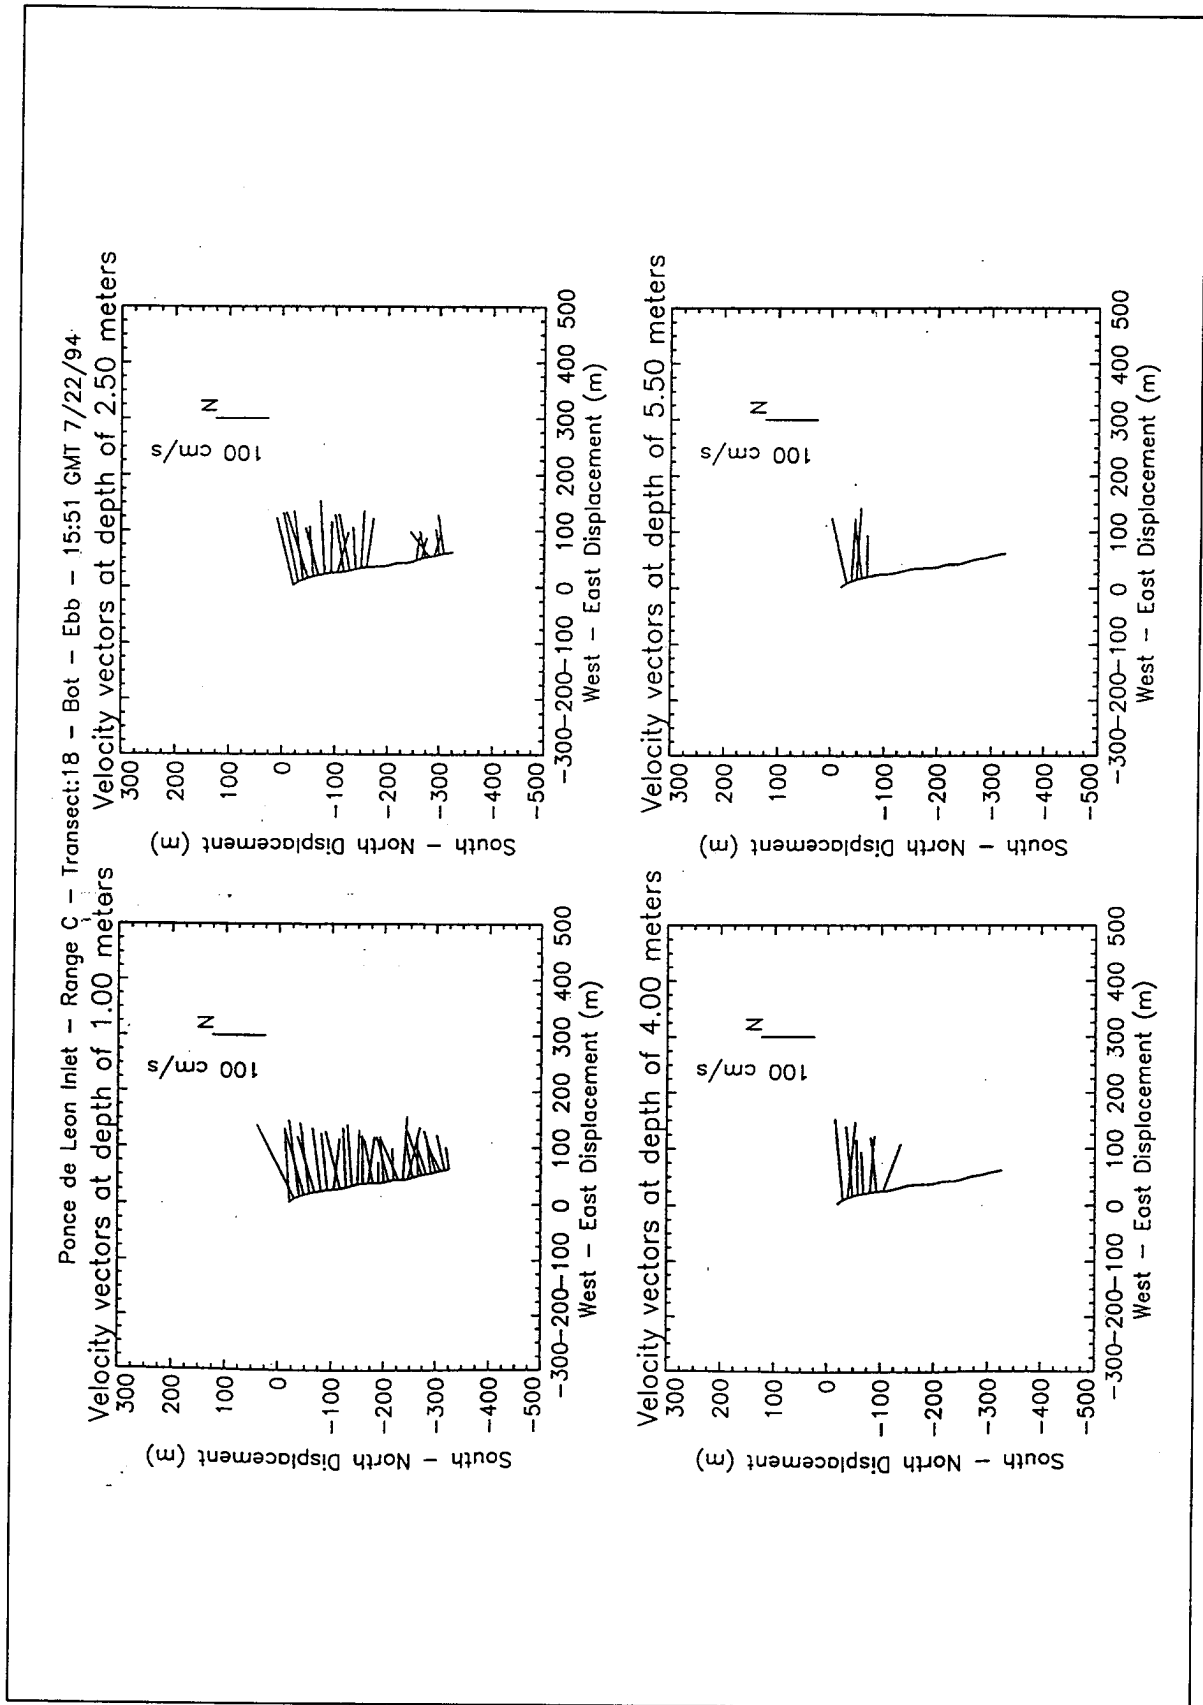 Ponce de Leon Inlet – Range C – Transect:18 – Bot – Ebb – 15:51 GMT 7/22/94
Velocity vectors at depth of 1.00 meters
300
200
100
0
−100
−200
−300
−400
−500
South – North Displacement (m)
100 cm/s
N
−300−200−100 0 100 200 300 400 500
West – East Displacement (m)
Velocity vectors at depth of 2.50 meters
300
200
100
0
−100
−200
−300
−400
−500
South – North Displacement (m)
100 cm/s
N
−300−200−100 0 100 200 300 400 500
West – East Displacement (m)
Velocity vectors at depth of 4.00 meters
300
200
100
0
−100
−200
−300
−400
−500
South – North Displacement (m)
100 cm/s
N
−300−200−100 0 100 200 300 400 500
West – East Displacement (m)
Velocity vectors at depth of 5.50 meters
300
200
100
0
−100
−200
−300
−400
−500
South – North Displacement (m)
100 cm/s
N
−300−200−100 0 100 200 300 400 500
West – East Displacement (m)